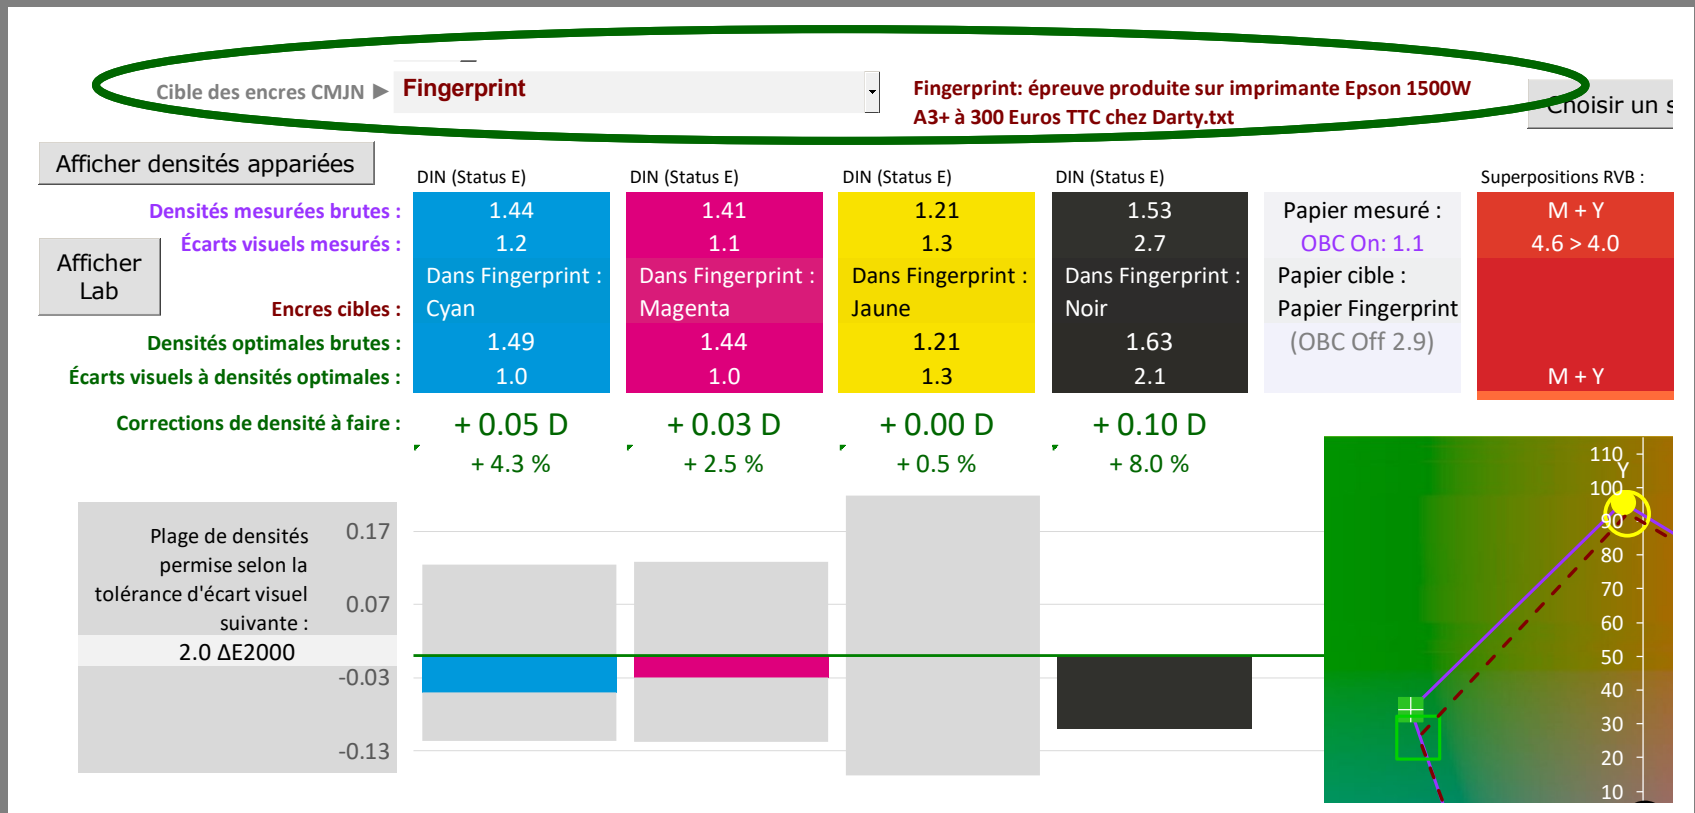 Cible des encres CMJN ► Fingerprint
Fingerprint: épreuve produite sur imprimante Epson 1500W
A3+ à 300 Euros TTC chez Darty.txt
Choisir un s
Afficher densités appariées
DIN (Status E) DIN (Status E) DIN (Status E) DIN (Status E) Superpositions RVB :
Densités mesurées brutes : 1.44 1.41 1.21 1.53 Papier mesuré : M + Y
Écarts visuels mesurés : 1.2 1.1 1.3 2.7 OBC On: 1.1 4.6 > 4.0
Afficher
Lab
Dans Fingerprint : Dans Fingerprint : Dans Fingerprint : Dans Fingerprint : Papier cible :
Encres cibles : Cyan Magenta Jaune Noir Papier Fingerprint
Densités optimales brutes : 1.49 1.44 1.21 1.63 (OBC Off 2.9)
Écarts visuels à densités optimales : 1.0 1.0 1.3 2.1 M + Y
Corrections de densité à faire : + 0.05 D + 0.03 D + 0.00 D + 0.10 D
+ 4.3 % + 2.5 % + 0.5 % + 8.0 %
Plage de densités
permise selon la
tolérance d'écart visuel
suivante :
2.0 ΔE2000
0.17
0.07
-0.03
-0.13
110
Y
100
90
80
70
60
50
40
30
20
10